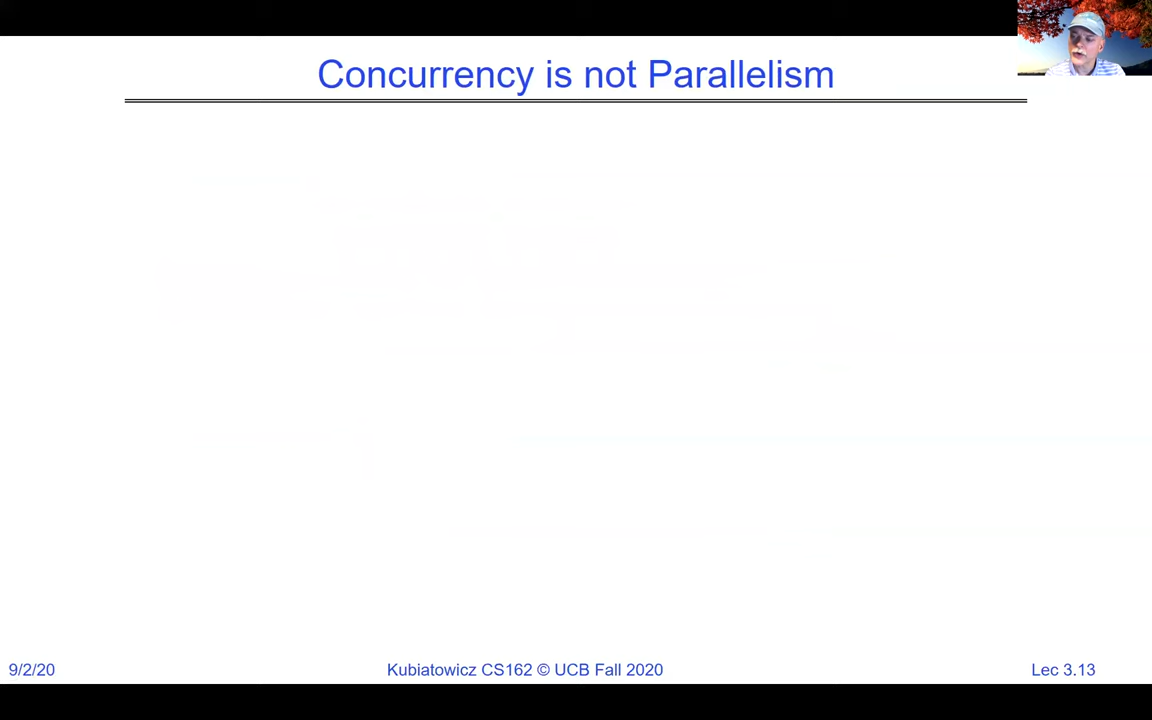 Concurrency is not Parallelism
9/2/20
Kubiatowicz CS162 © UCB Fall 2020
Lec 3.13